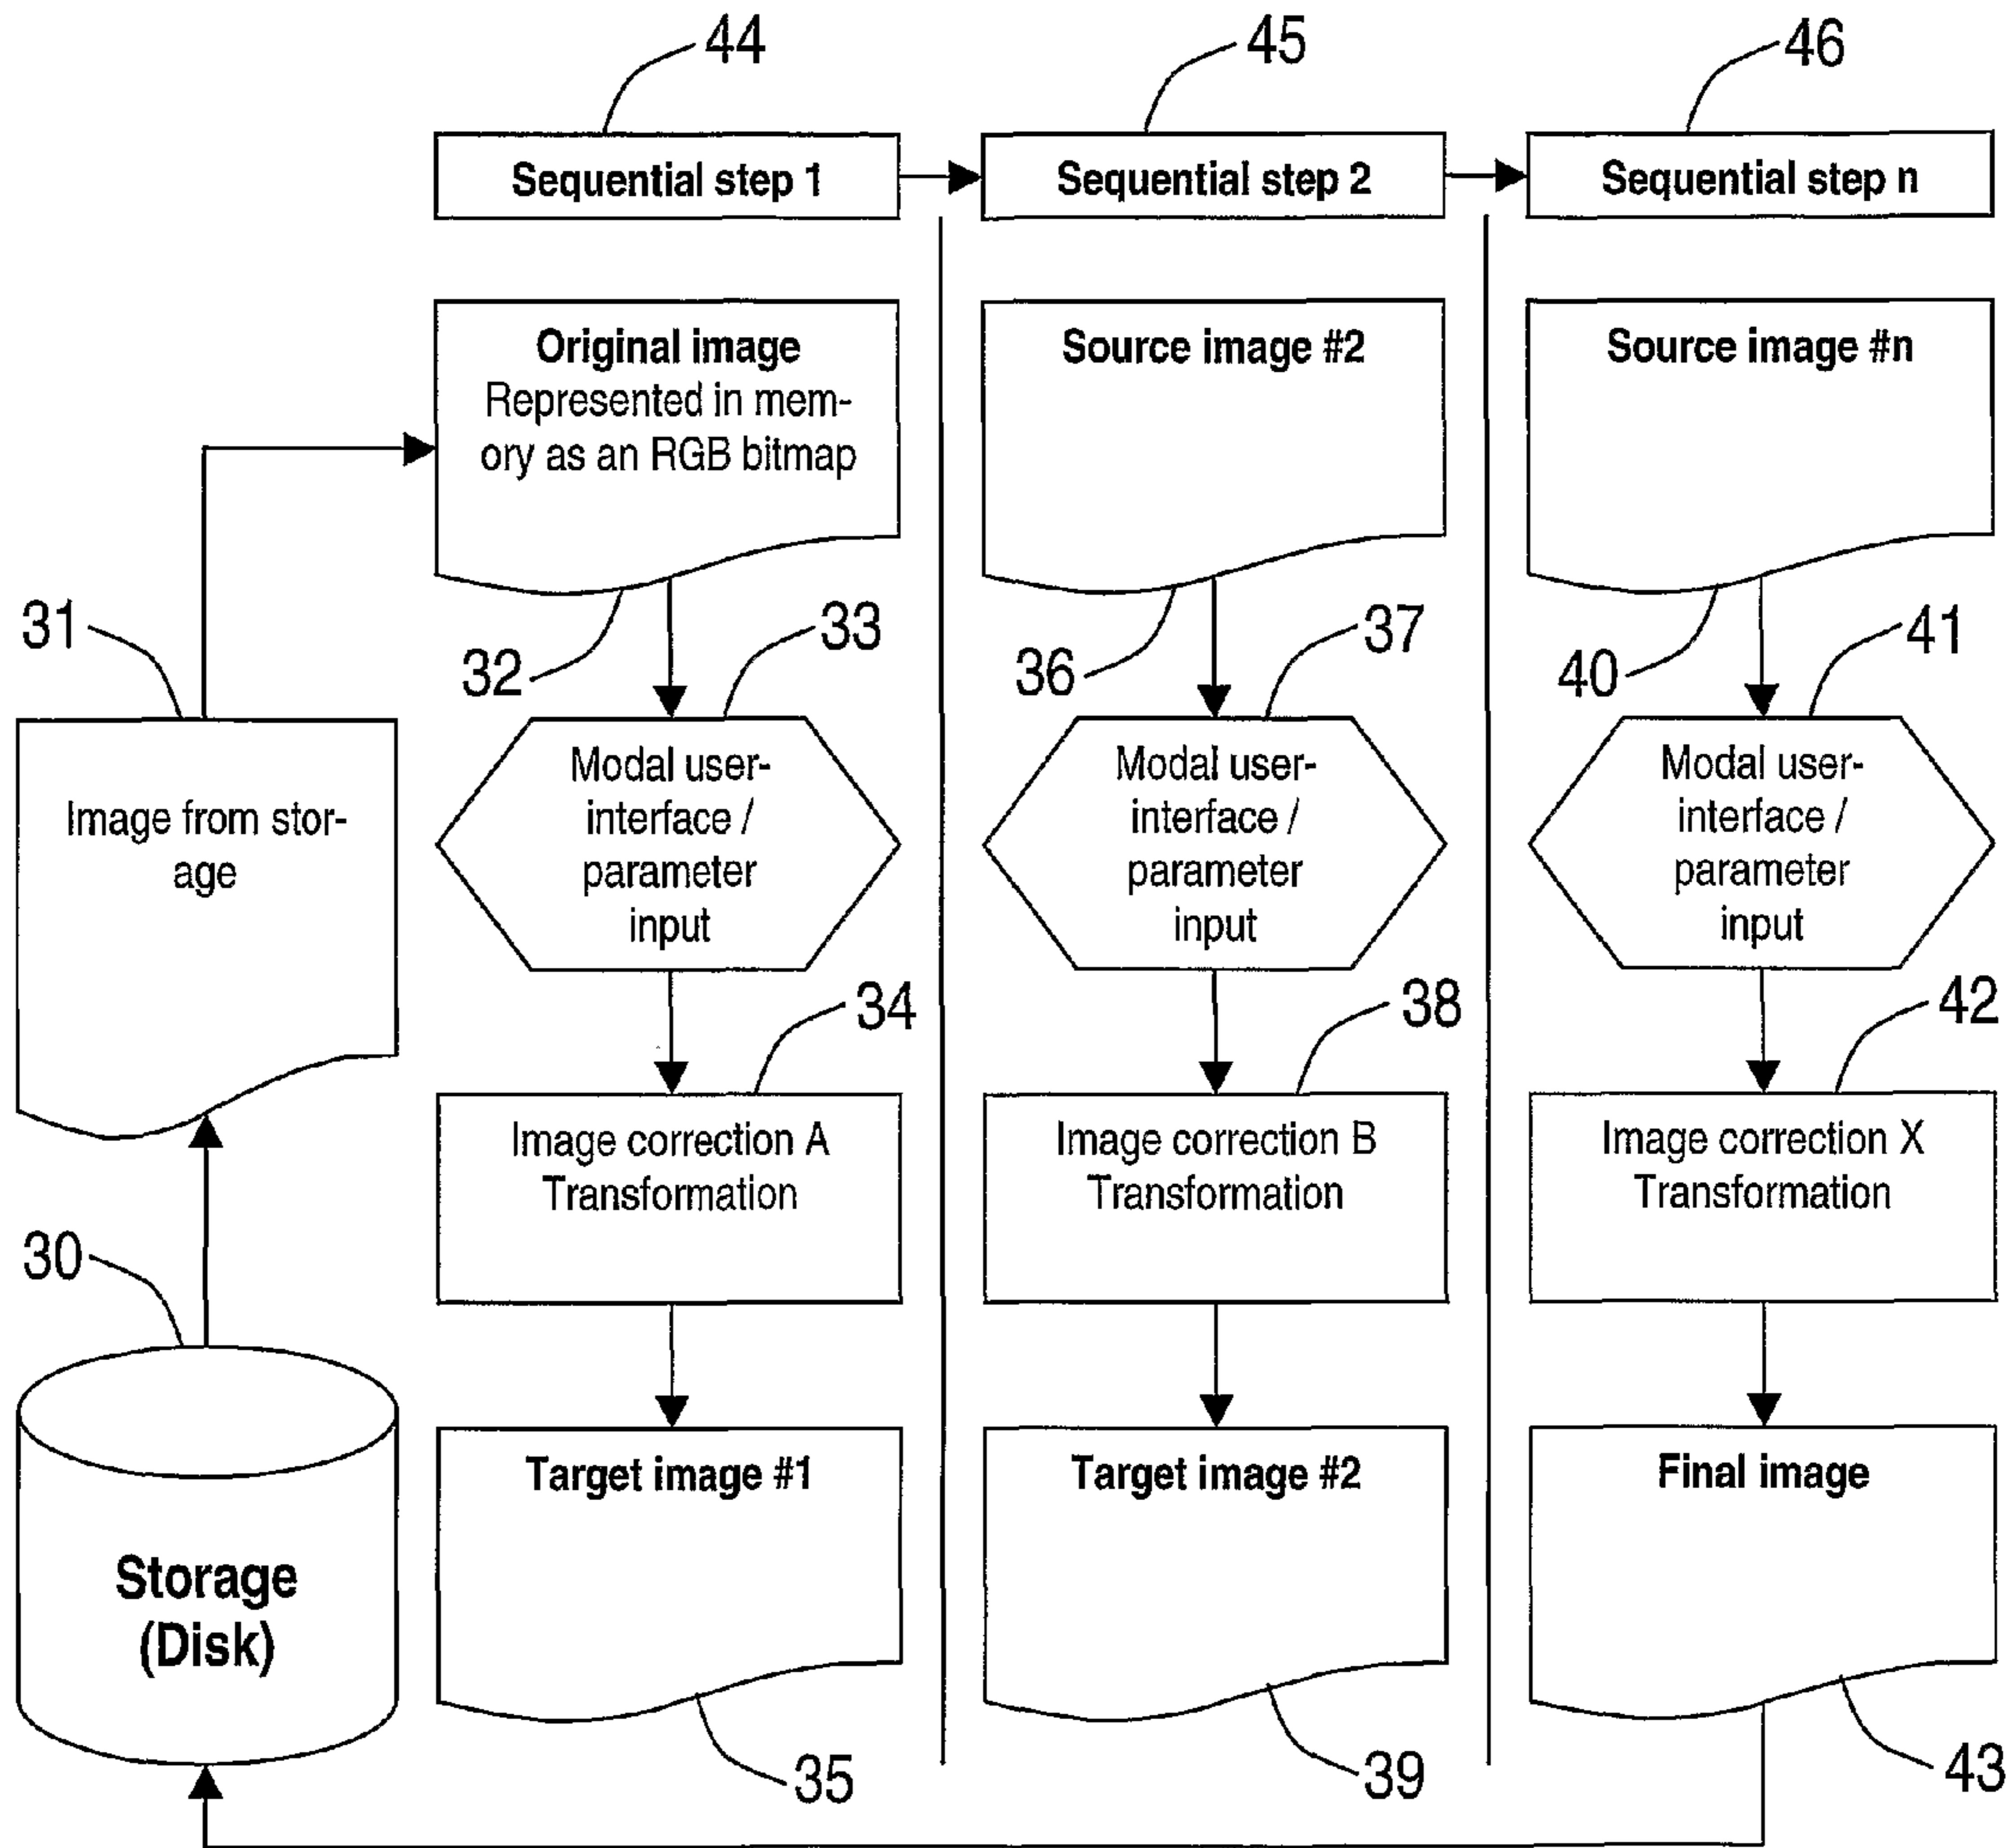 44
45
46
Sequential step 1
Sequential step 2
Sequential step n
Original image
Represented in mem-
ory as an RGB bitmap
Source image #2
Source image #n
31
32
33
36
37
40
41
Image from stor-
age
Modal user-
interface /
parameter
input
Modal user-
interface /
parameter
input
Modal user-
interface /
parameter
input
34
38
42
Image correction A
Transformation
Image correction B
Transformation
Image correction X
Transformation
30
Storage
(Disk)
Target image #1
Target image #2
Final image
35
39
43